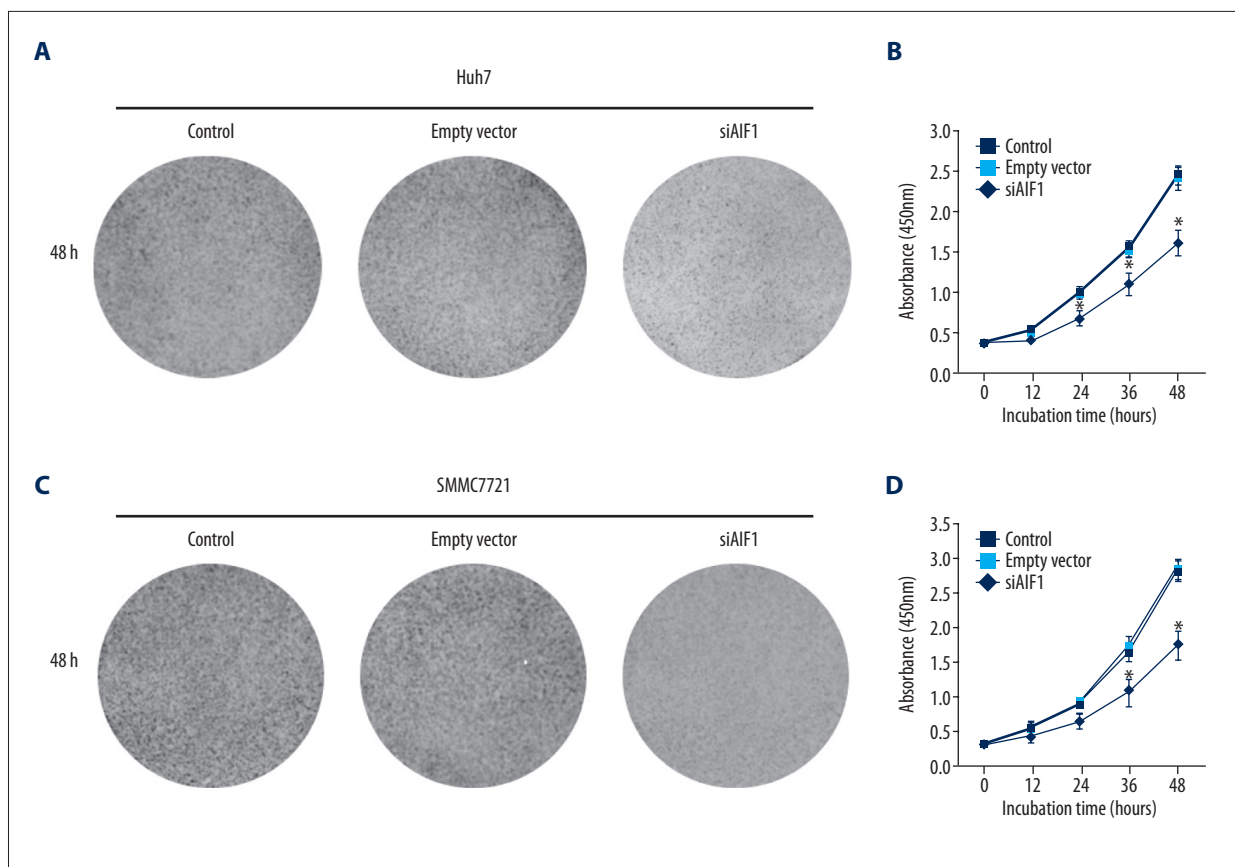 A
Huh7
Control Empty vector siAIF1
48 h
B
3.0
2.5
2.0
1.5
1.0
0.5
0.0
Absorbance (450nm)
Control
Empty vector
siAIF1
*
*
*
0 12 24 36 48
Incubation time (hours)
C
SMMC7721
Control Empty vector siAIF1
48 h
D
3.5
3.0
2.5
2.0
1.5
1.0
0.5
0.0
Absorbance (450nm)
Control
Empty vector
siAIF1
*
*
0 12 24 36 48
Incubation time (hours)